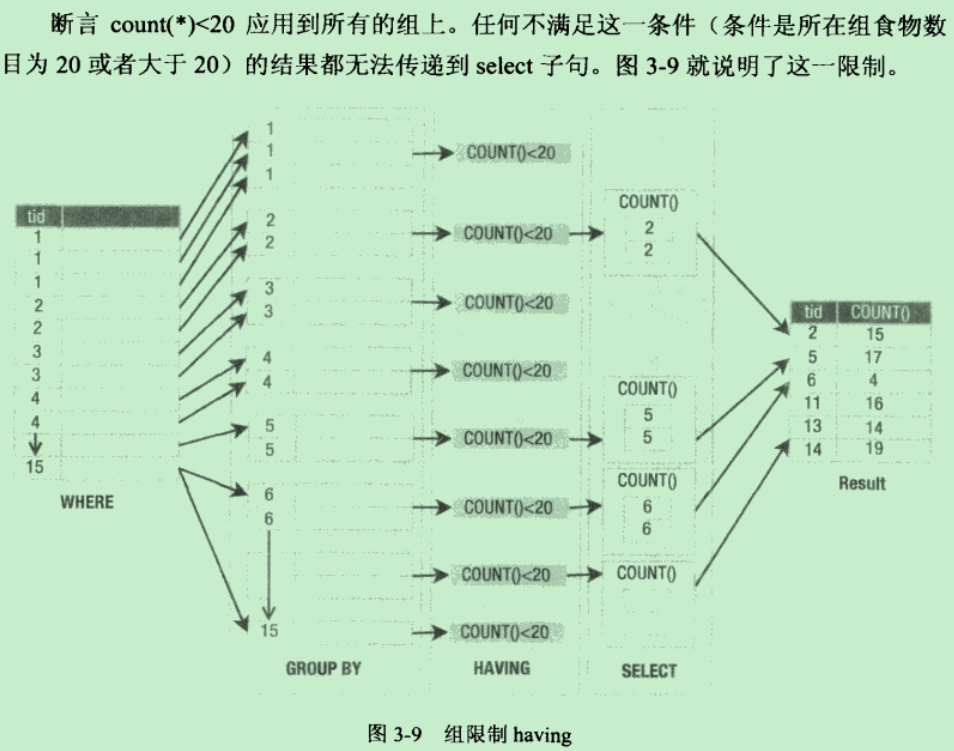 断言 count(*)<20 应用到所有的组上。任何不满足这一条件（条件是所在组食物数
目为 20 或者大于 20）的结果都无法传递到 select 子句。图 3-9 就说明了这一限制。
tid
1
1
1
2
2
3
3
4
4
15
WHERE
1
1
1
2
2
3
3
4
4
5
5
6
6
15
GROUP BY
COUNT()<20
COUNT()<20
COUNT()<20
COUNT()<20
COUNT()<20
COUNT()<20
COUNT()<20
COUNT()<20
HAVING
COUNT()
2
2
COUNT()
5
5
COUNT()
6
6
COUNT()
SELECT
tid COUNT()
2 15
5 17
6 4
11 16
13 14
14 19
Result
图 3-9 组限制 having